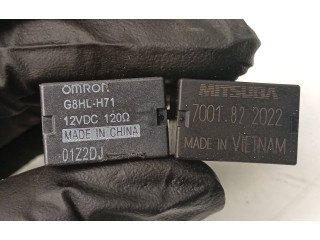 OMRON
G8HL-H71
12VDC 120Ω
MADE IN CHINA
01Z2DJ
MITSUBA
7001.82 2022
MADE IN VIETNAM